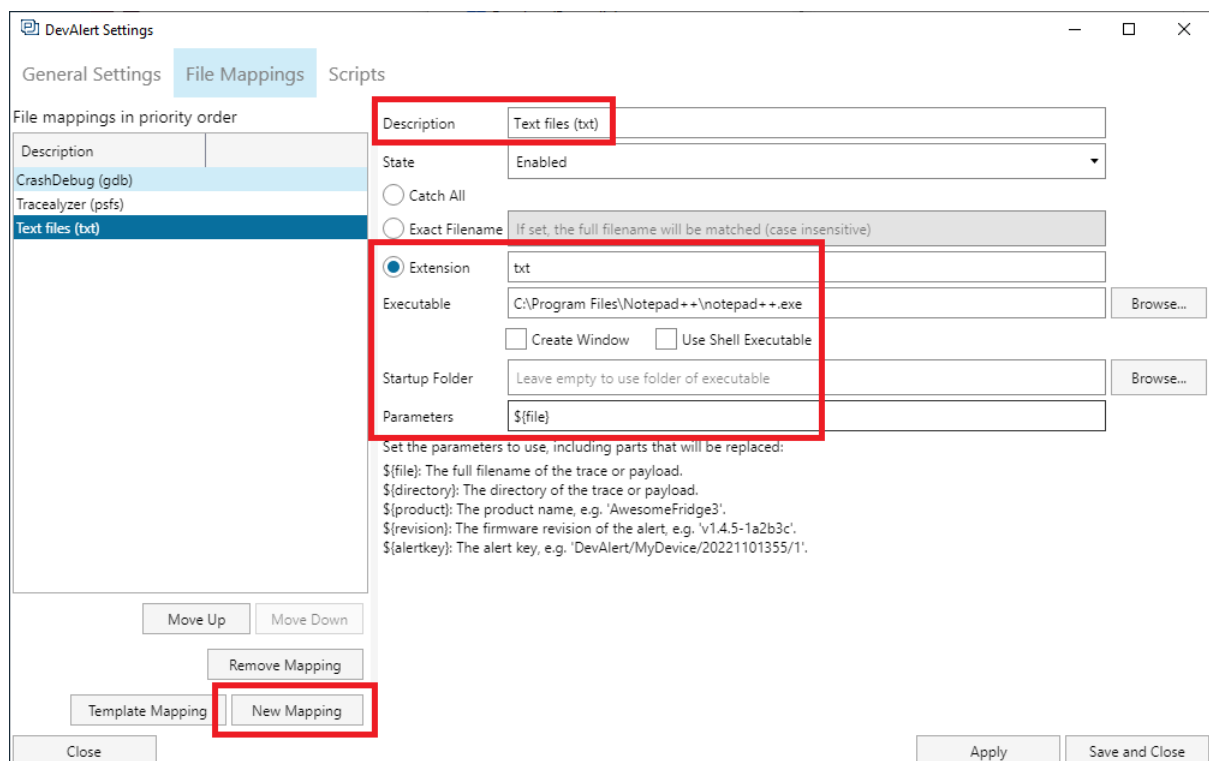 DevAlert Settings
General Settings File Mappings Scripts
File mappings in priority order
Description
CrashDebug (gdb)
Tracealyzer (psfs)
Text files (txt)
Move Up Move Down
Remove Mapping
Template Mapping New Mapping
Close
Description Text files (txt)
State Enabled
Catch All
Exact Filename If set, the full filename will be matched (case insensitive)
Extension txt
Executable C:\Program Files\Notepad++\notepad++.exe Browse...
Create Window Use Shell Executable
Startup Folder Leave empty to use folder of executable Browse...
Parameters ${file}
Set the parameters to use, including parts that will be replaced:
${file}: The full filename of the trace or payload.
${directory}: The directory of the trace or payload.
${product}: The product name, e.g. 'AwesomeFridge3'.
${revision}: The firmware revision of the alert, e.g. 'v1.4.5-1a2b3c'.
${alertkey}: The alert key, e.g. 'DevAlert/MyDevice/20221101355/1'.
Apply Save and Close